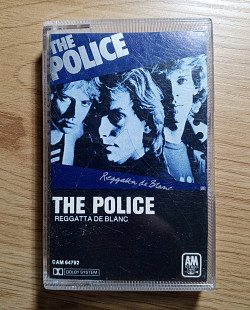 THE
POLICE
Reggatta de Blanc
THE POLICE
REGGATTA DE BLANC
CAM 64792
DOLBY SYSTEM
A&M